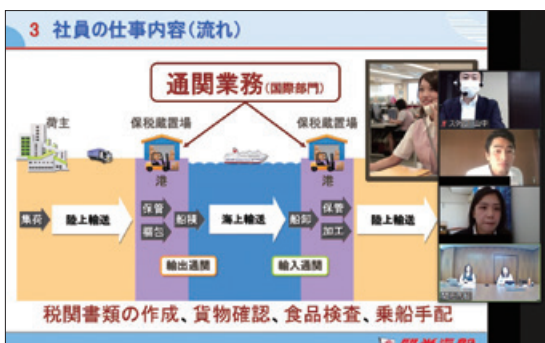 3 社員の仕事内容(流れ)
通関業務(国際部門)
荷主
保税蔵置場
保税蔵置場
港
港
集荷
陸上輸送
保管
梱包
船積
海上輸送
船卸
保管
加工
陸上輸送
輸出通関
輸入通関
税関書類の作成、貨物確認、食品検査、乗船手配